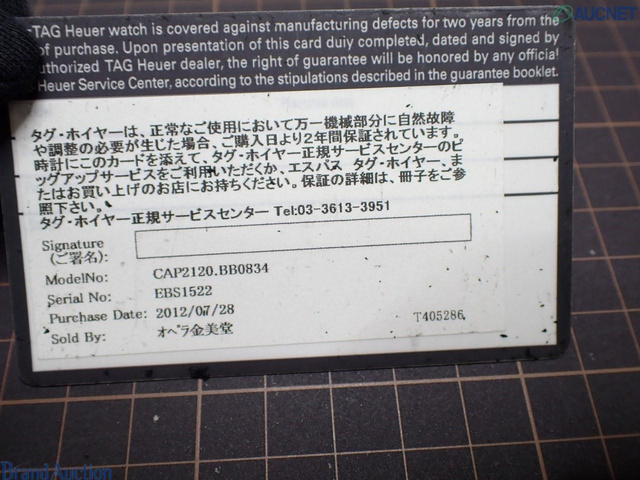 AUCNET
TAG Heuer watch is covered against manufacturing defects for two years from the
of purchase. Upon presentation of this card duly completed, dated and signed by
uthorized TAG Heuer dealer, the right of guarantee will be honored by any official
Heuer Service Center, according to the stipulations described in the guarantee booklet.
タグ・ホイヤーは、正常なご使用において万一機械部分に自然故障
や調整の必要が生じた場合、ご購入日より2年間保証されています。
時計にこのカードを添えて、タグ・ホイヤー正規サービスセンターのピ
ックアップサービスをご利用いただくか、エスパス タグ・ホイヤー、ま
たはお買い上げのお店にお持ちください。保証の詳細は、冊子をご参
照下さい。
タグ・ホイヤー正規サービスセンター Tel:03-3613-3951
Signature
(ご署名):
ModelNo: CAP2120.BB0834
Serial No: EBS1522
Purchase Date: 2012/07/28
Sold By: オペラ金美堂
T405286
Brand Auction